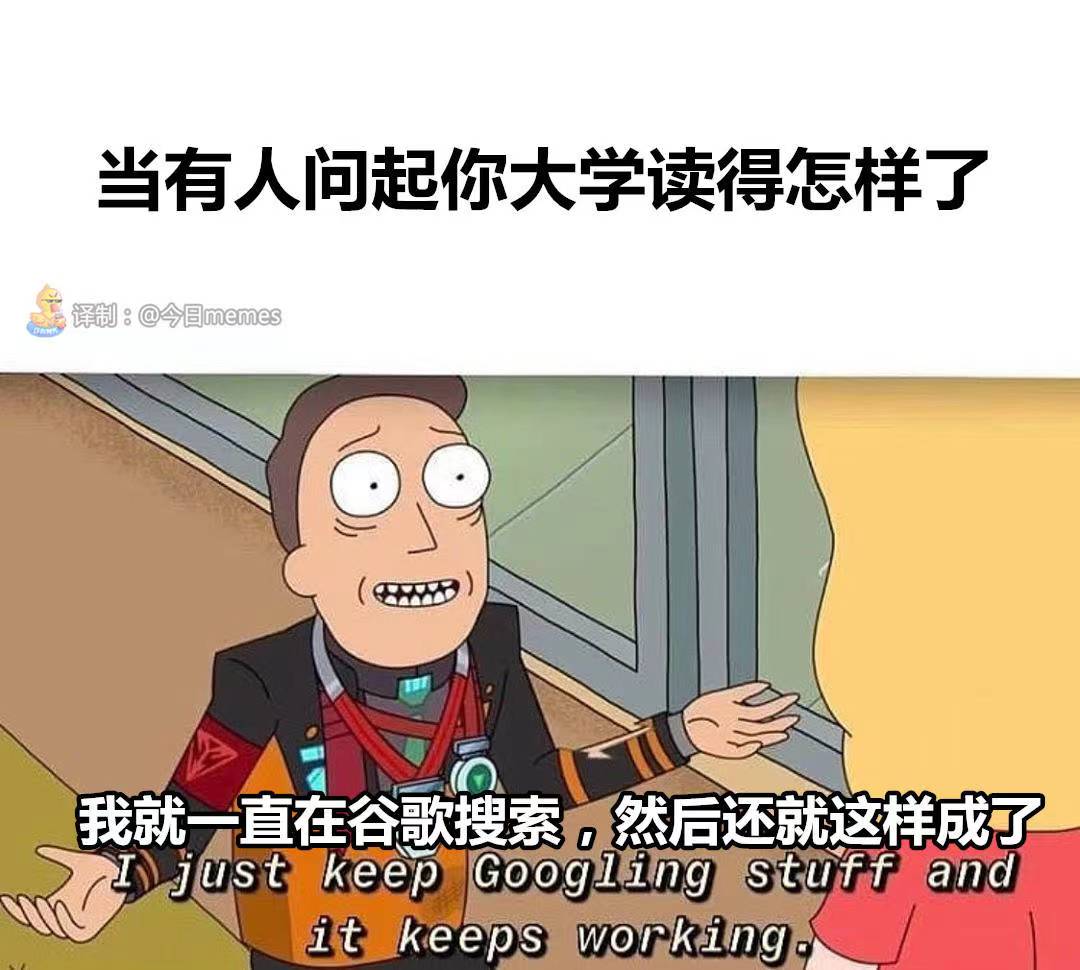 当有人问起你大学读得怎样了
译制：@今日memes
我就一直在谷歌搜索，然后还就这样成了
I just keep Googling stuff and
it keeps working.